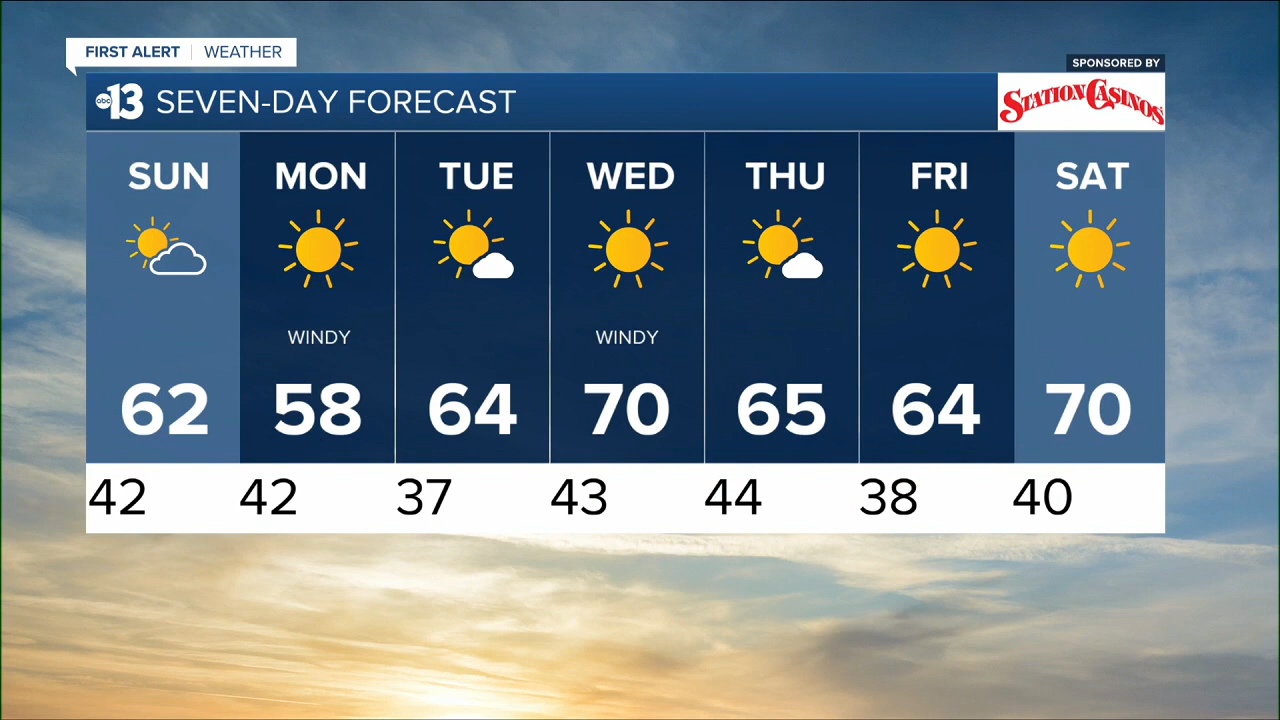 FIRST ALERT | WEATHER
SPONSORED BY
abc 13 SEVEN-DAY FORECAST
STATION CASINOS
SUN MON TUE WED THU FRI SAT
WINDY WINDY
62 58 64 70 65 64 70
42 42 37 43 44 38 40